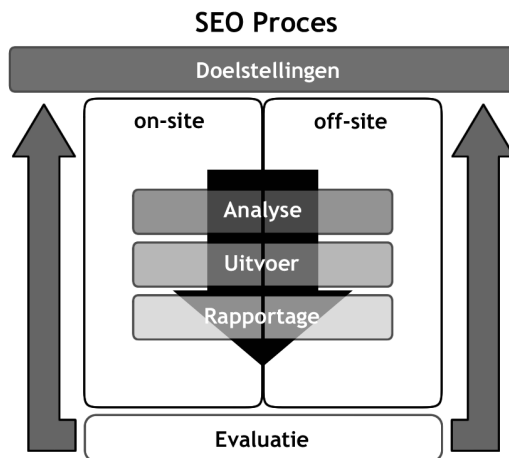 SEO Proces
Doelstellingen
on-site
off-site
Analyse
Uitvoer
Rapportage
Evaluatie